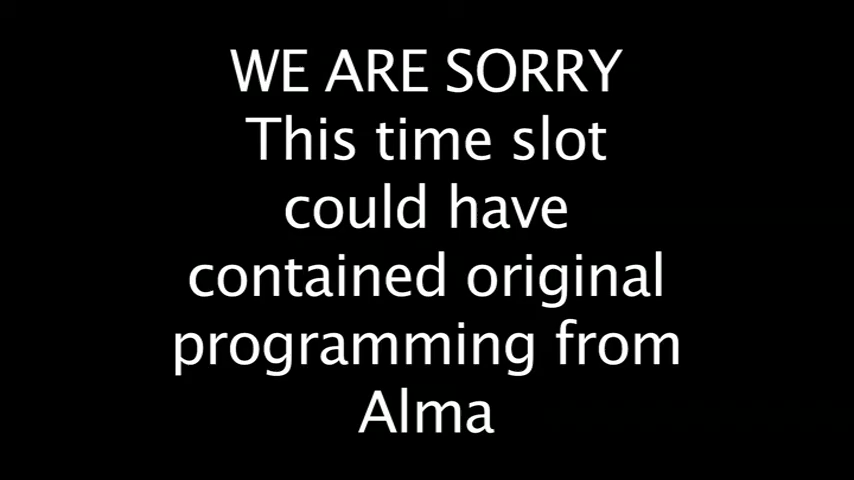 WE ARE SORRY
This time slot
could have
contained original
programming from
Alma